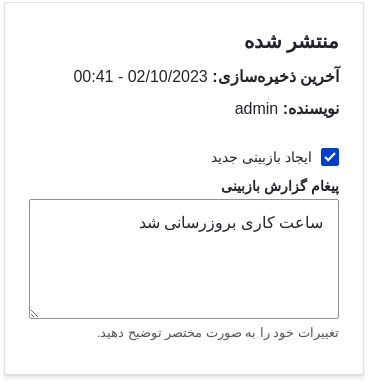 منتشر شده
آخرین ذخیره‌سازی: 02/10/2023 - 00:41
نویسنده: admin
ایجاد بازبینی جدید
پیغام گزارش بازبینی
ساعت کاری بروزرسانی شد
تغییرات خود را به صورت مختصر توضیح دهید.